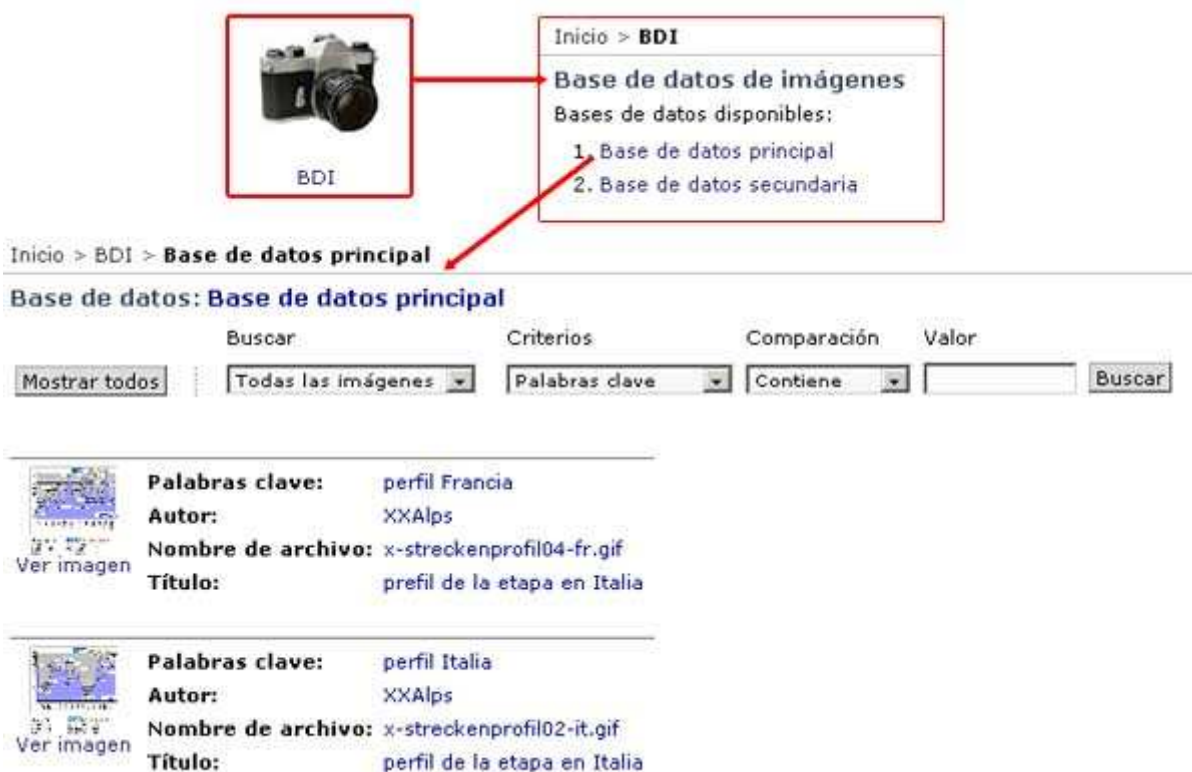 BDI
Inicio > BDI
Base de datos de imágenes
Bases de datos disponibles:
1. Base de datos principal
2. Base de datos secundaria
Inicio > BDI > Base de datos principal
Base de datos: Base de datos principal
Buscar Criterios Comparación Valor
Mostrar todos Todas las imágenes Palabras clave Contiene Buscar
Palabras clave: perfil Francia
Autor: XXAlps
Nombre de archivo: x-streckenprofil04-fr.gif
Título: prefil de la etapa en Italia
Ver imagen
Palabras clave: perfil Italia
Autor: XXAlps
Nombre de archivo: x-streckenprofil02-it.gif
Título: perfil de la etapa en Italia
Ver imagen